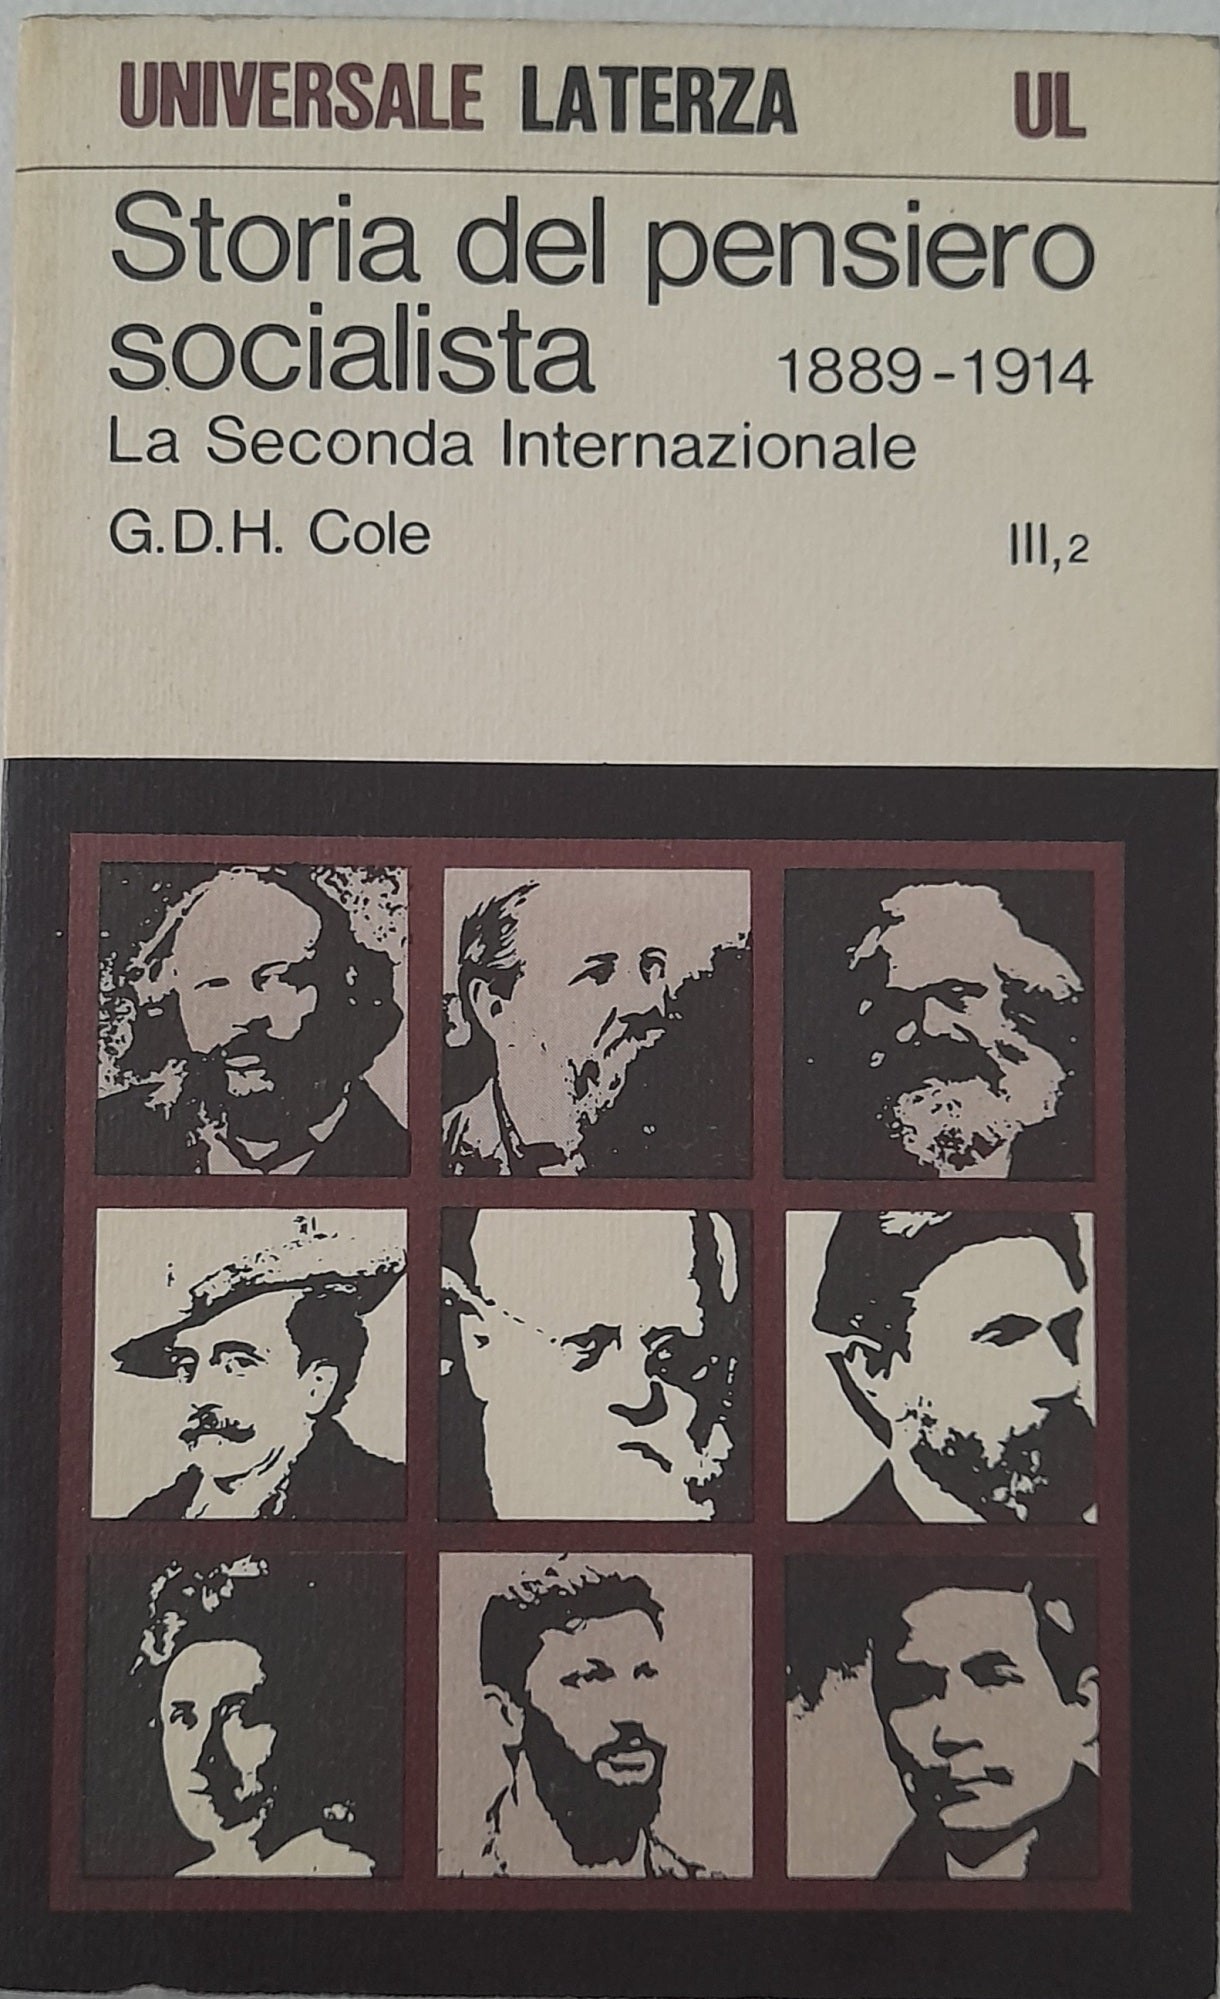 UNIVERSALE LATERZA UL
Storia del pensiero
socialista 1889-1914
La Seconda Internazionale
G.D.H. Cole III,2